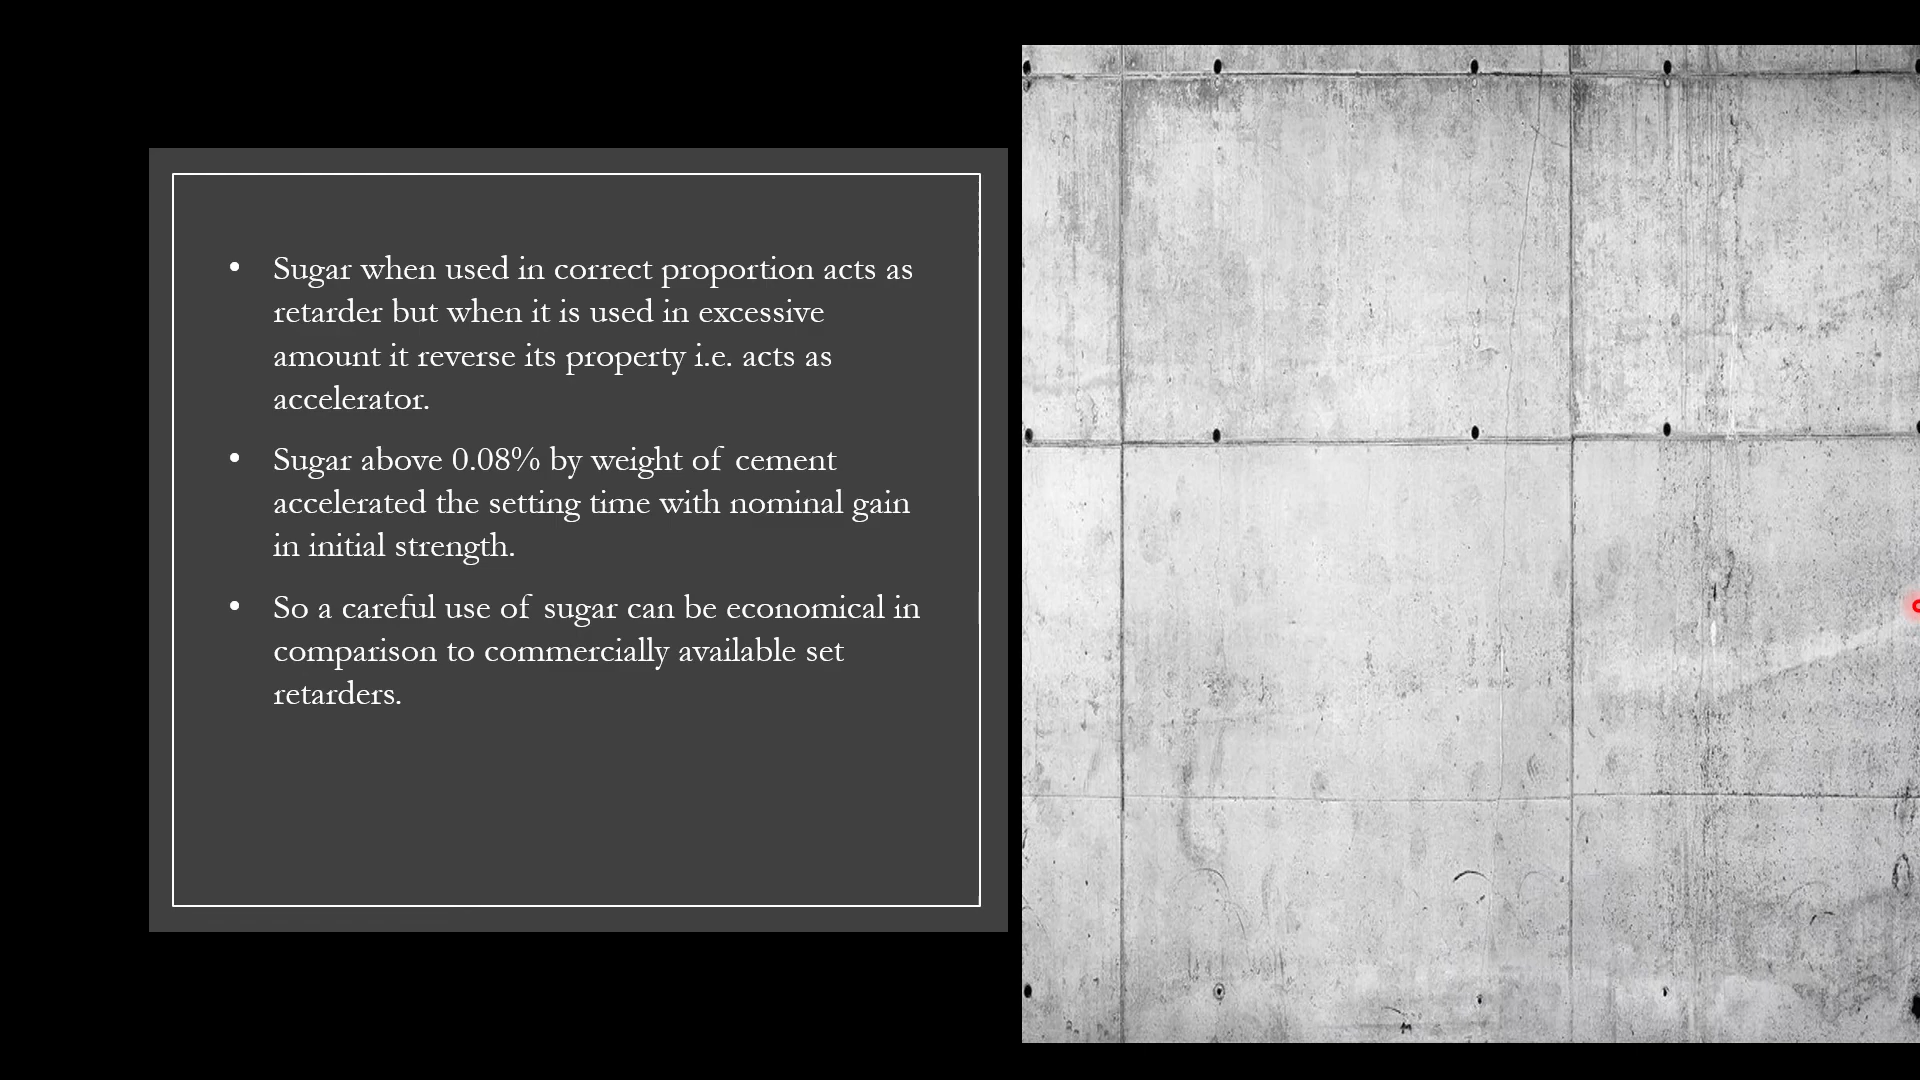 • Sugar when used in correct proportion acts as
retarder but when it is used in excessive
amount it reverse its property i.e. acts as
accelerator.
• Sugar above 0.08% by weight of cement
accelerated the setting time with nominal gain
in initial strength.
• So a careful use of sugar can be economical in
comparison to commercially available set
retarders.